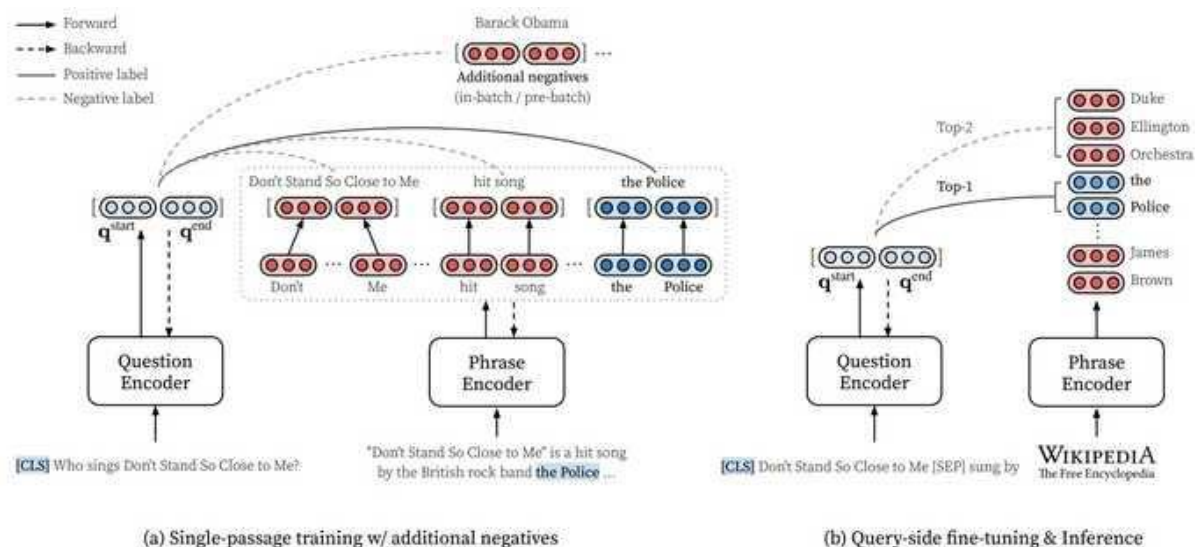 Forward
Backward
Positive label
Negative label
Barack Obama
...
Additional negatives
(in-batch / pre-batch)
Don't Stand So Close to Me
hit song
the Police
q^start
q^end
... ... ... ...
Don't
Me
hit
song
the
Police
Question
Encoder
Phrase
Encoder
[CLS] Who sings Don't Stand So Close to Me?
"Don't Stand So Close to Me" is a hit song
by the British rock band the Police ...
(a) Single-passage training w/ additional negatives
Top-2
Top-1
Duke
Ellington
Orchestra
the
Police
James
Brown
q^start
q^end
Question
Encoder
Phrase
Encoder
[CLS] Don't Stand So Close to Me [SEP] sung by
WIKIPEDIA
The Free Encyclopedia
(b) Query-side fine-tuning & Inference